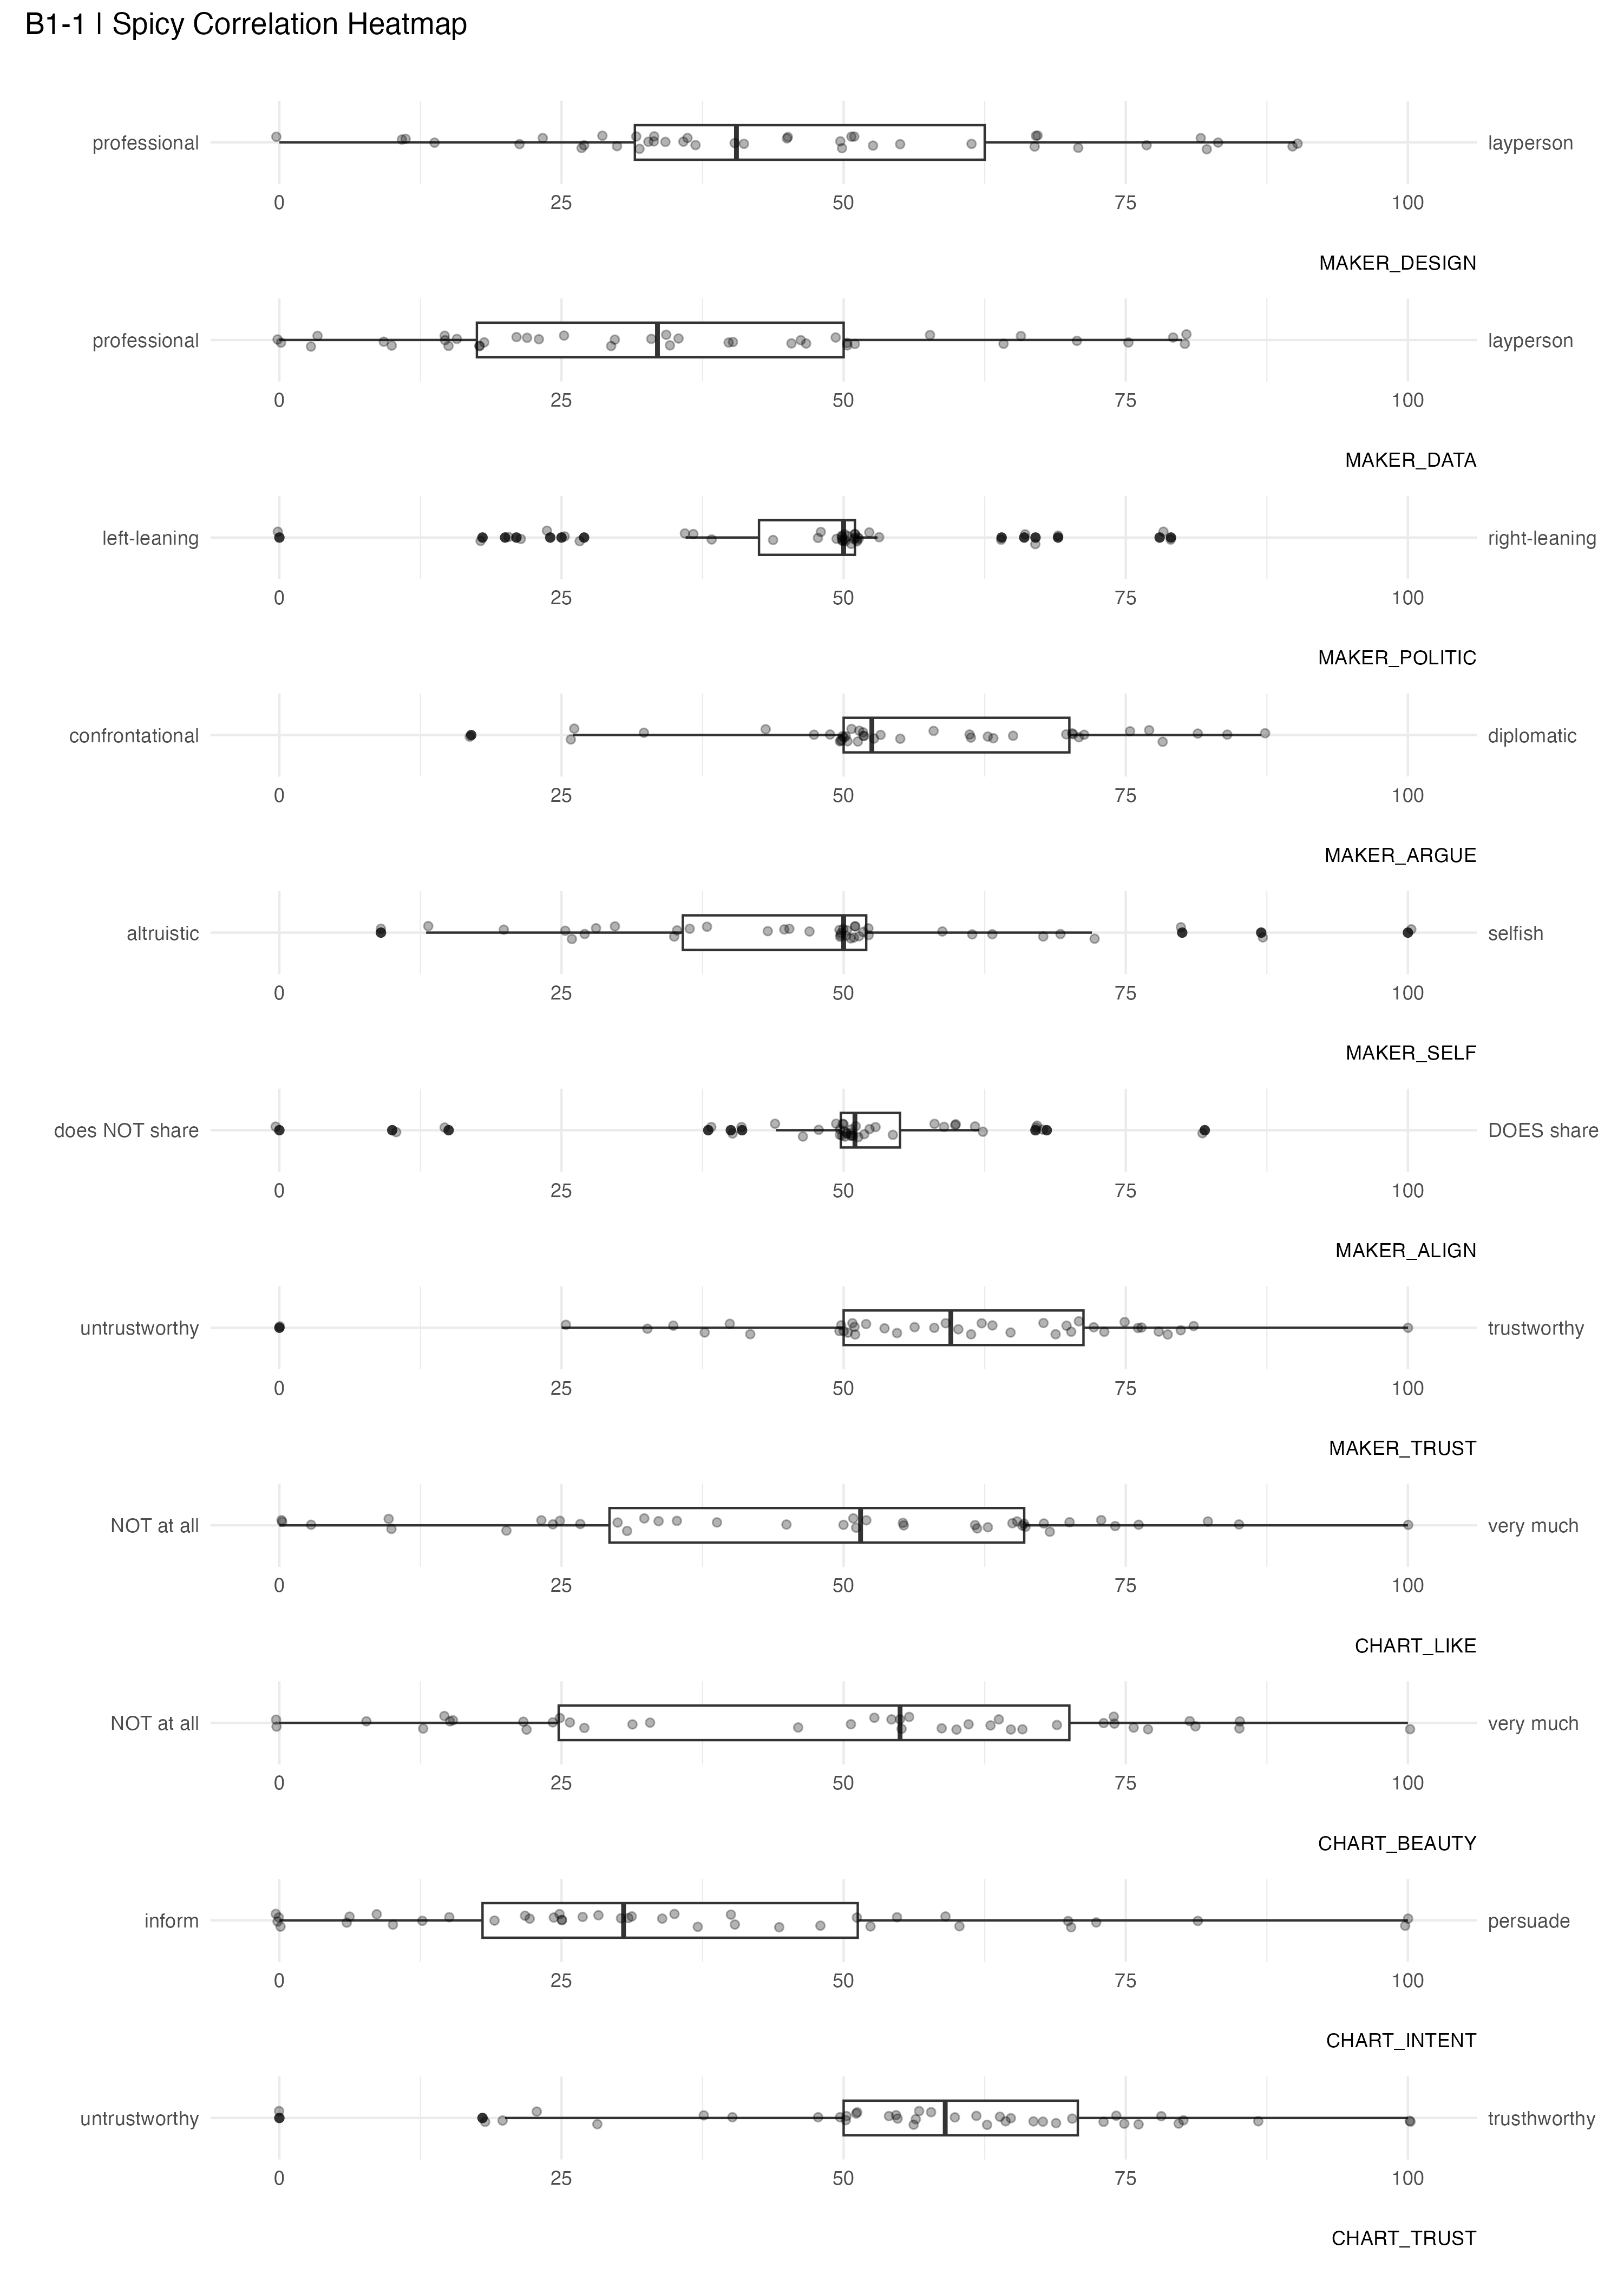 B1-1 | Spicy Correlation Heatmap
professional layperson
0 25 50 75 100
MAKER_DESIGN
professional layperson
0 25 50 75 100
MAKER_DATA
left-leaning right-leaning
0 25 50 75 100
MAKER_POLITIC
confrontational diplomatic
0 25 50 75 100
MAKER_ARGUE
altruistic selfish
0 25 50 75 100
MAKER_SELF
does NOT share DOES share
0 25 50 75 100
MAKER_ALIGN
untrustworthy trustworthy
0 25 50 75 100
MAKER_TRUST
NOT at all very much
0 25 50 75 100
CHART_LIKE
NOT at all very much
0 25 50 75 100
CHART_BEAUTY
inform persuade
0 25 50 75 100
CHART_INTENT
untrustworthy trusthworthy
0 25 50 75 100
CHART_TRUST